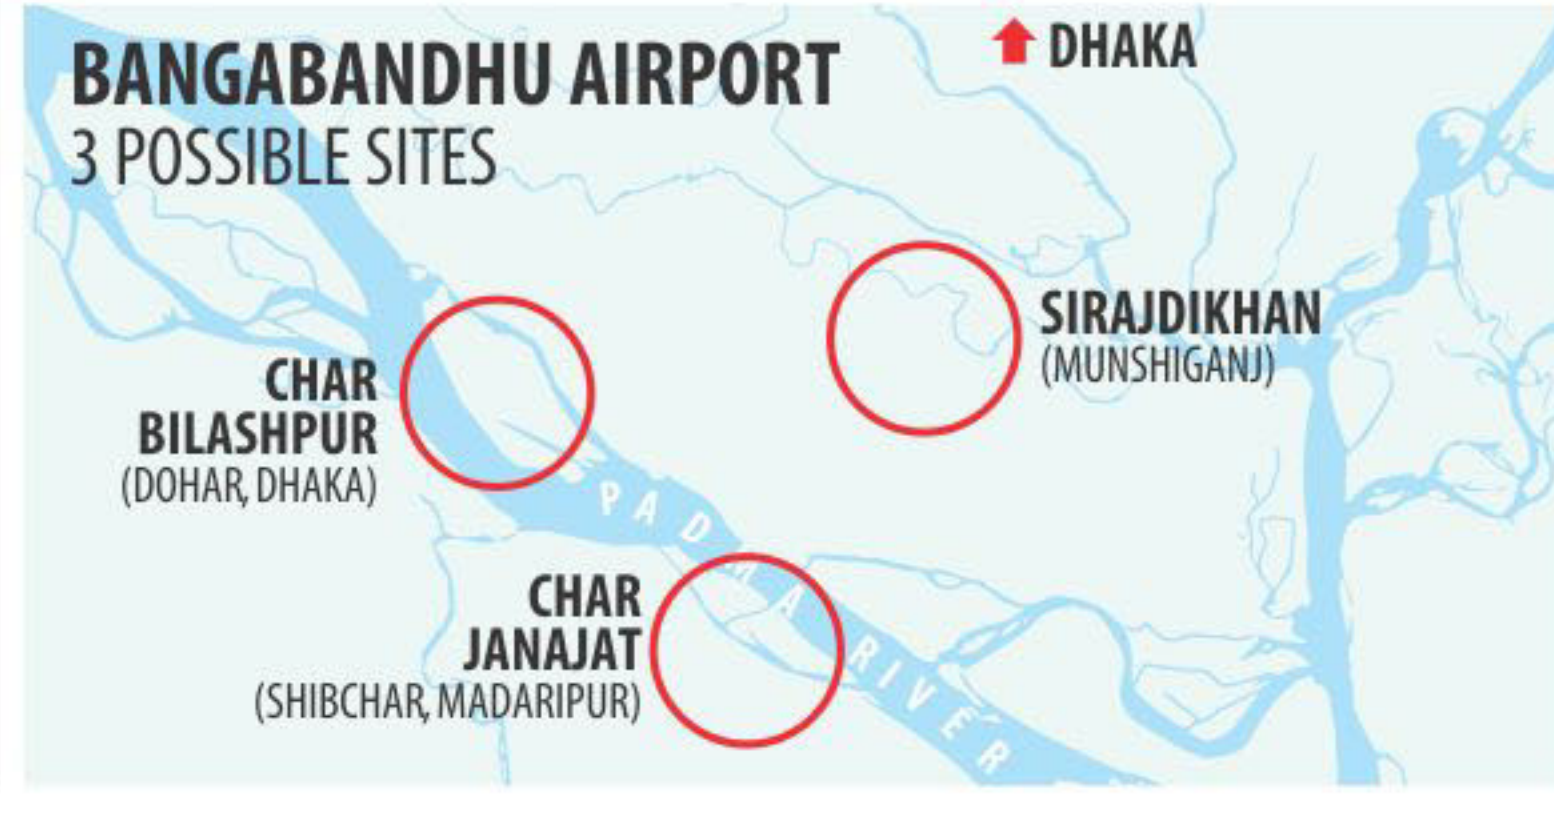 BANGABANDHU AIRPORT
3 POSSIBLE SITES
DHAKA
SIRAJDIKHAN
(MUNSHIGANJ)
CHAR
BILASHPUR
(DOHAR, DHAKA)
PADMA RIVER
CHAR
JANAJAT
(SHIBCHAR, MADARIPUR)